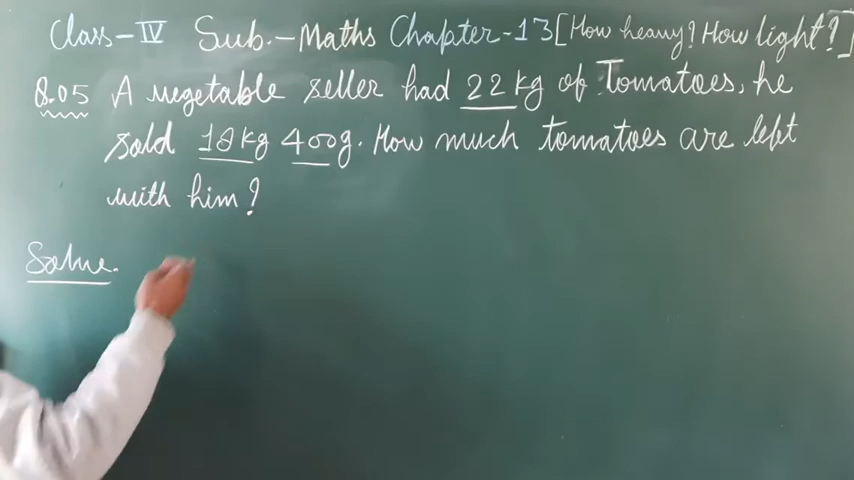 Class-IV Sub.-Maths Chapter-13[How heavy? How light?]
Q.05 A vegetable seller had 22 kg of Tomatoes, he
sold 18 kg 400g. How much tomatoes are left
with him?
Solve.